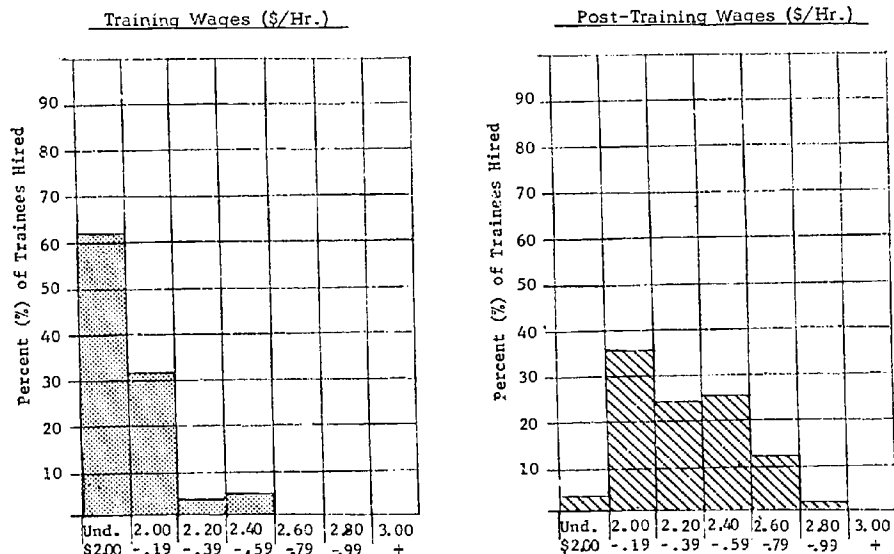 Training Wages ($/Hr.)
Percent (%) of Trainees Hired
90
80
70
60
50
40
30
20
10
Und. 2.00 2.20 2.40 2.60 2.80 3.00
$2.00 -.19 -.39 -.59 -.79 -.99 +
Post-Training Wages ($/Hr.)
Percent (%) of Trainees Hired
90
80
70
60
50
40
30
20
10
Und. 2.00 2.20 2.40 2.60 2.80 3.00
$2.00 -.19 -.39 -.59 -.79 -.99 +